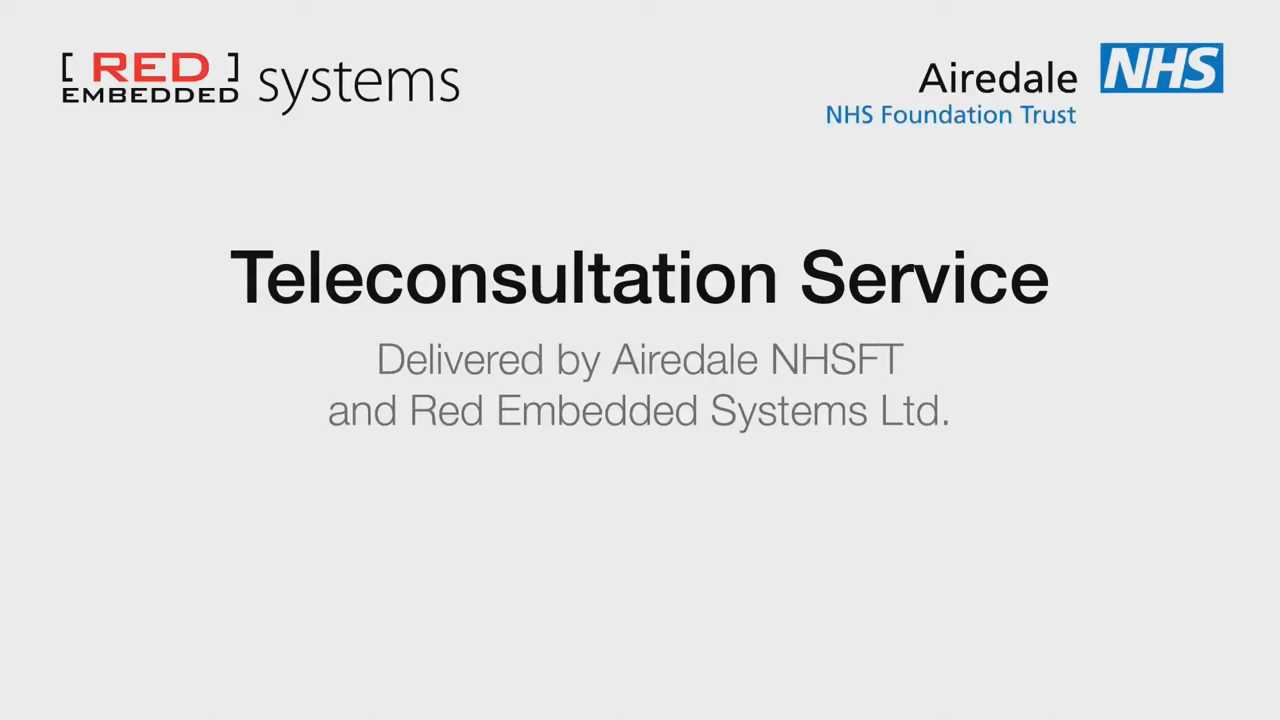 [ RED ]
EMBEDDED systems
Airedale NHS
NHS Foundation Trust
Teleconsultation Service
Delivered by Airedale NHSFT
and Red Embedded Systems Ltd.